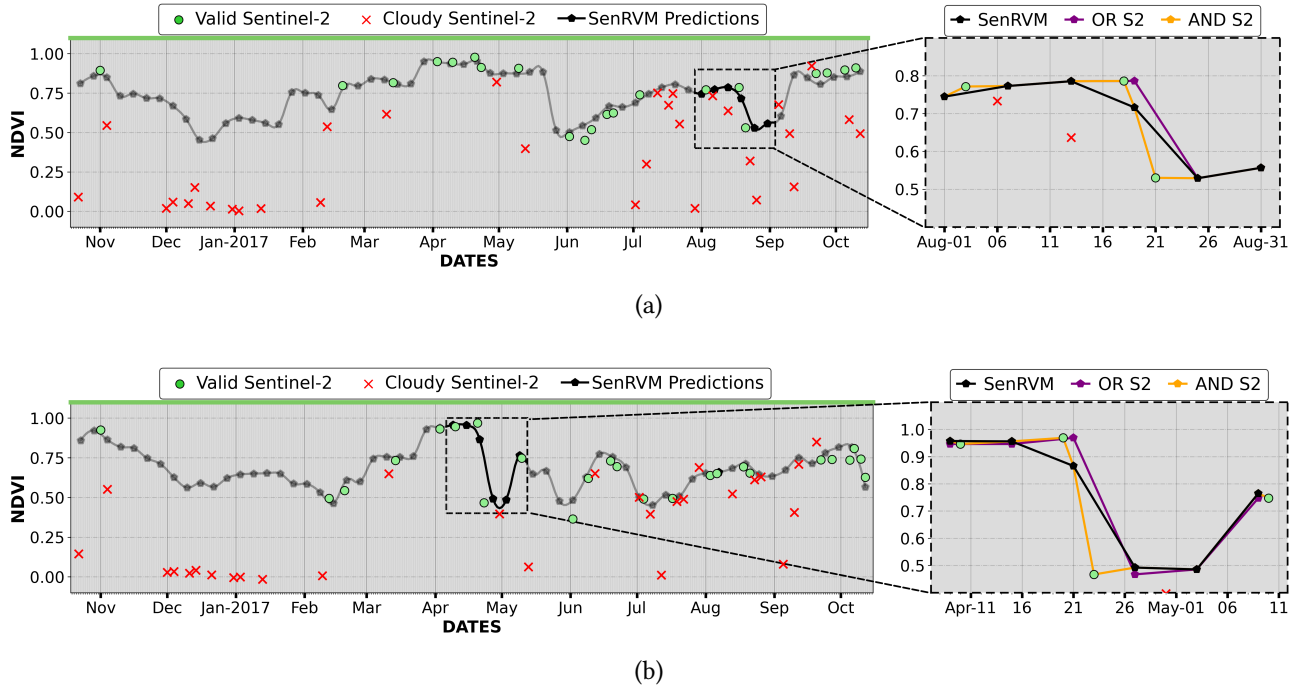 Valid Sentinel-2 Cloudy Sentinel-2 SenRVM Predictions
SenRVM OR S2 AND S2
NDVI
1.00
0.75
0.50
0.25
0.00
Nov Dec Jan-2017 Feb Mar Apr May Jun Jul Aug Sep Oct
DATES
0.8
0.7
0.6
0.5
Aug-01 06 11 16 21 26 Aug-31
(a)
Valid Sentinel-2 Cloudy Sentinel-2 SenRVM Predictions
SenRVM OR S2 AND S2
NDVI
1.00
0.75
0.50
0.25
0.00
Nov Dec Jan-2017 Feb Mar Apr May Jun Jul Aug Sep Oct
DATES
1.0
0.9
0.8
0.7
0.6
0.5
Apr-11 16 21 26 May-01 06 11
(b)